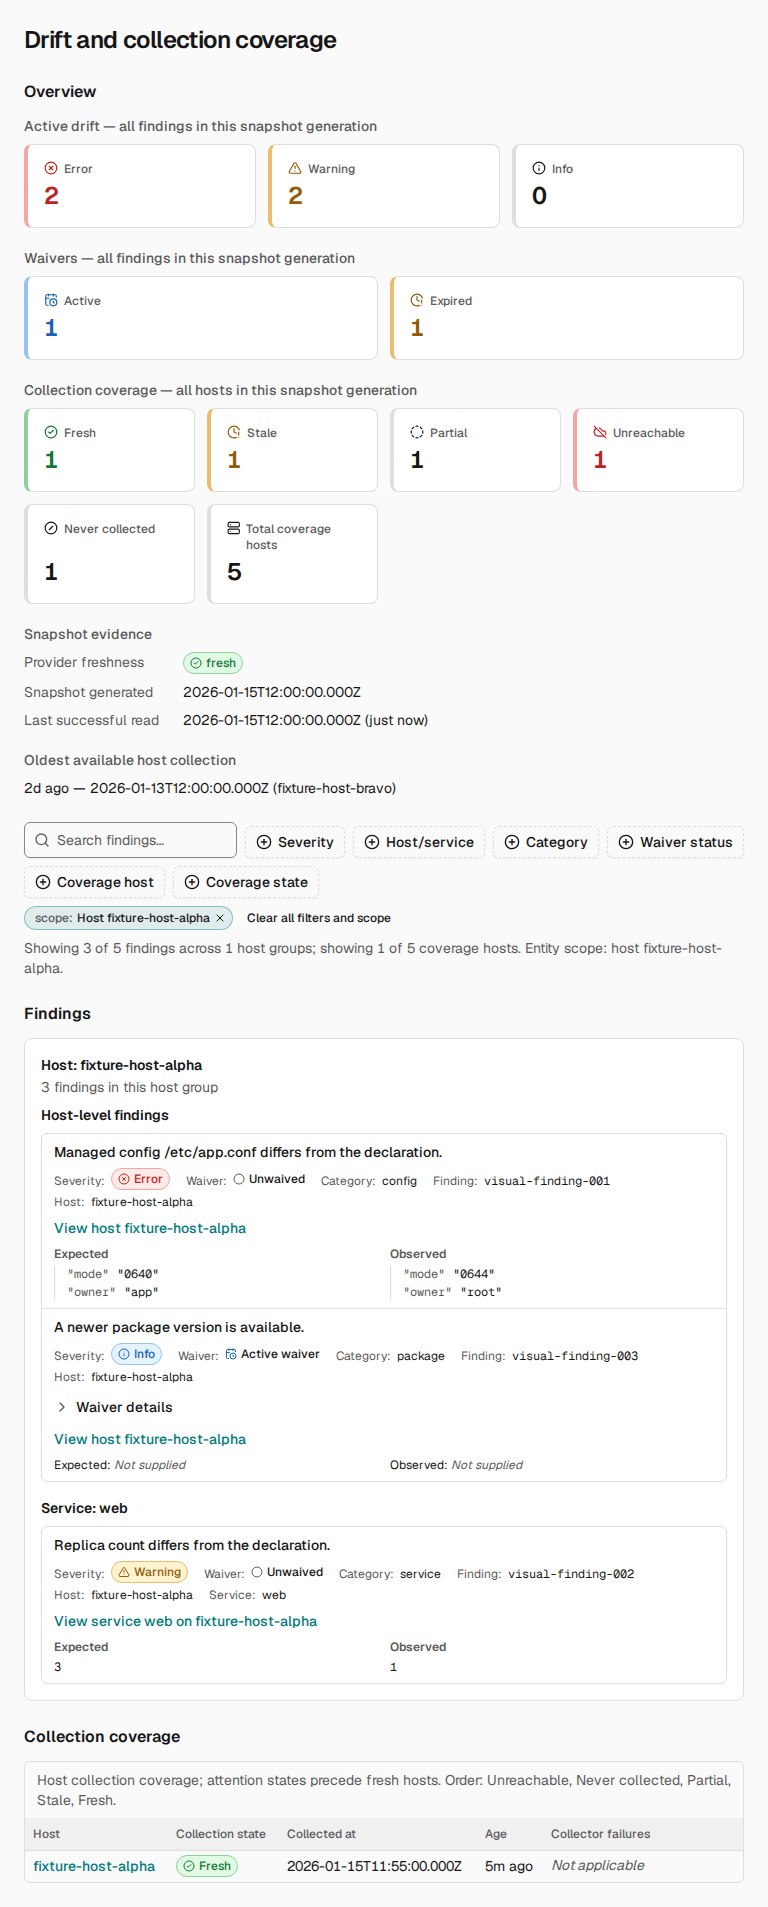 Drift and collection coverage
Overview
Active drift — all findings in this snapshot generation
Error
2
Warning
2
Info
0
Waivers — all findings in this snapshot generation
Active
1
Expired
1
Collection coverage — all hosts in this snapshot generation
Fresh
1
Stale
1
Partial
1
Unreachable
1
Never collected
1
Total coverage
hosts
5
Snapshot evidence
Provider freshness fresh
Snapshot generated 2026-01-15T12:00:00.000Z
Last successful read 2026-01-15T12:00:00.000Z (just now)
Oldest available host collection
2d ago — 2026-01-13T12:00:00.000Z (fixture-host-bravo)
Search findings... Severity Host/service Category Waiver status
Coverage host Coverage state
scope: Host fixture-host-alpha Clear all filters and scope
Showing 3 of 5 findings across 1 host groups; showing 1 of 5 coverage hosts. Entity scope: host fixture-host-
alpha.
Findings
Host: fixture-host-alpha
3 findings in this host group
Host-level findings
Managed config /etc/app.conf differs from the declaration.
Severity: Error Waiver: Unwaived Category: config Finding: visual-finding-001
Host: fixture-host-alpha
View host fixture-host-alpha
Expected Observed
"mode" "0640" "mode" "0644"
"owner" "app" "owner" "root"
A newer package version is available.
Severity: Info Waiver: Active waiver Category: package Finding: visual-finding-003
Host: fixture-host-alpha
Waiver details
View host fixture-host-alpha
Expected: Not supplied Observed: Not supplied
Service: web
Replica count differs from the declaration.
Severity: Warning Waiver: Unwaived Category: service Finding: visual-finding-002
Host: fixture-host-alpha Service: web
View service web on fixture-host-alpha
Expected Observed
3 1
Collection coverage
Host collection coverage; attention states precede fresh hosts. Order: Unreachable, Never collected, Partial,
Stale, Fresh.
Host Collection state Collected at Age Collector failures
fixture-host-alpha Fresh 2026-01-15T11:55:00.000Z 5m ago Not applicable